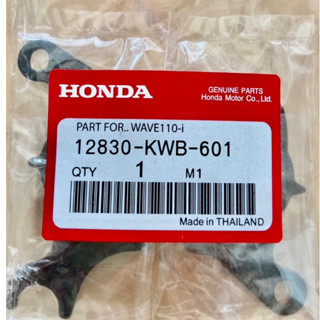 HONDA
GENUINE PARTS
Honda Motor Co., Ltd.
PART FOR.. WAVE110-i
12830-KWB-601
QTY 1 M1
Made in THAILAND